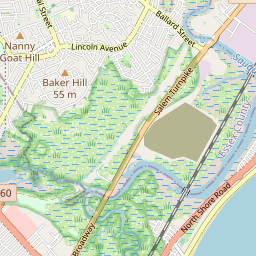 Ballard Street
Nanny
Goat Hill
Lincoln Avenue
Baker Hill
55 m
Salem Turnpike
Essex County
60
North Shore Road
Broadway